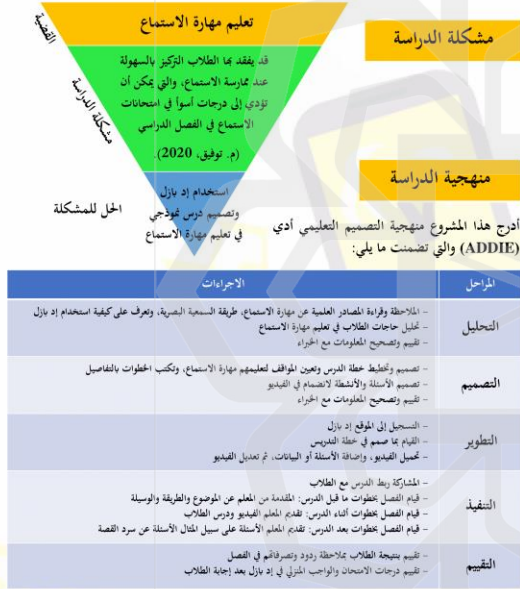 مشكلة الدراسة
تعليم مهارة الاستماع
القضية
قد يفقد بها الطلاب التركيز بالسهولة
عند ممارسة الاستماع، والتي يمكن أن
تؤدي إلى درجات أسوأ في امتحانات
الاستماع في الفصل الدراسي
(م. توفيق، 2020).
مشكلة الدراسة
استخدام إد بازل
وتصميم درس نموذجي
في تعليم مهارة الاستماع
الحل للمشكلة
منهجية الدراسة
أدرج هذا المشروع منهجية التصميم التعليمي أدي
(ADDIE) والتي تضمنت ما يلي:
المراحل
الاجراءات
التحليل
– الملاحظة وقراءة المصادر العلمية عن مهارة الاستماع، طريقة السمعية البصرية، وتعرف على كيفية استخدام إد بازل
– تحليل حاجات الطلاب في تعليم مهارة الاستماع
– تقييم وتصحيح المعلومات مع الخبراء
التصميم
– تصميم وتخطيط خطة الدرس وتعيين المواقف لتعليمهم مهارة الاستماع، وتكتب الخطوات بالتفاصيل
– تصميم الأسئلة والأنشطة لانضمام في الفيديو
– تقييم وتصحيح المعلومات مع الخبراء
التطوير
– التسجيل إلى الموقع إد بازل
– القيام بما صمم في خطة التدريس
– تحميل الفيديو، وإضافة الأسئلة أو البيانات، ثم تعديل الفيديو
التنفيذ
– المشاركة ربط الدرس مع الطلاب
– قيام الفصل بخطوات ما قبل الدرس: المقدمة من المعلم عن الموضوع والطريقة والوسيلة
– قيام الفصل بخطوات أثناء الدرس: تقديم المعلم الفيديو ودرس الطلاب
– قيام الفصل بخطوات بعد الدرس: تقديم المعلم الأسئلة على سبيل المثال الأسئلة عن سرد القصة
التقييم
– تقييم بنتيجة الطلاب بملاحظة ردود وتصرفاتهم في الفصل
– تقييم درجات الامتحان والواجب المنزلي في إد بازل بعد إجابة الطلاب